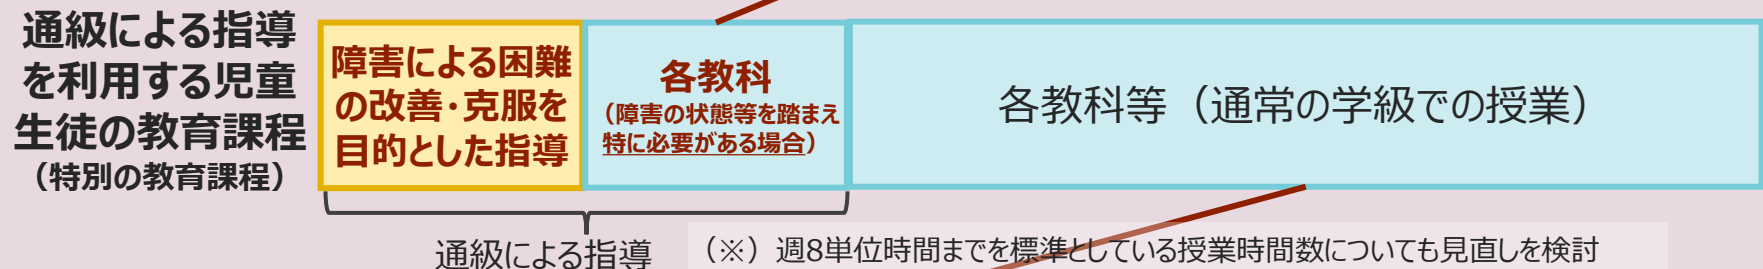 通級による指導
を利用する児童
生徒の教育課程
（特別の教育課程）
障害による困難
の改善・克服を
目的とした指導
各教科
（障害の状態等を踏まえ
特に必要がある場合）
各教科等（通常の学級での授業）
通級による指導
（※）週8単位時間までを標準としている授業時間数についても見直しを検討